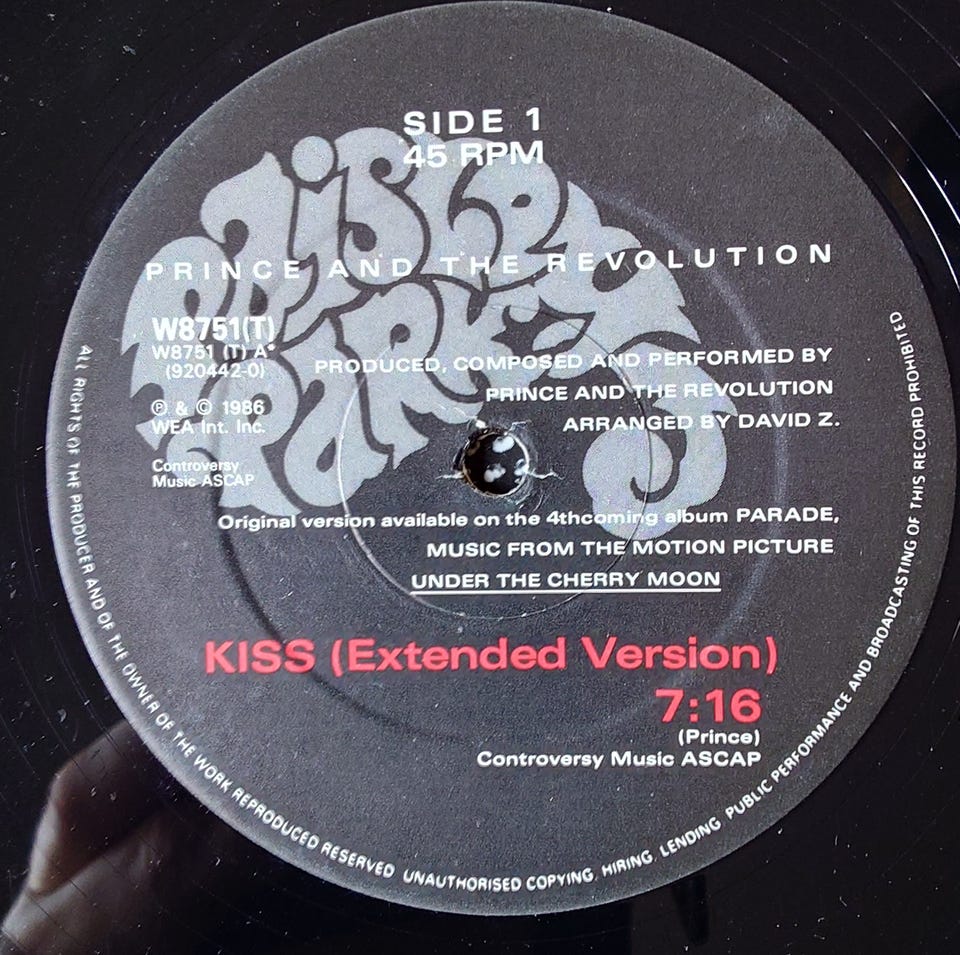 SIDE 1
45 RPM
Paisley
Park
PRINCE AND THE REVOLUTION
W8751(T)
W8751 (T) A*
(920442-0)
℗ & © 1986
WEA Int. Inc.
Controversy
Music ASCAP
PRODUCED, COMPOSED AND PERFORMED BY
PRINCE AND THE REVOLUTION
ARRANGED BY DAVID Z.
Original version available on the 4thcoming album PARADE,
MUSIC FROM THE MOTION PICTURE
UNDER THE CHERRY MOON
KISS (Extended Version)
7:16
(Prince)
Controversy Music ASCAP
ALL RIGHTS OF THE PRODUCER AND OF THE OWNER OF THE WORK REPRODUCED RESERVED UNAUTHORISED COPYING, HIRING, LENDING, PUBLIC PERFORMANCE AND BROADCASTING OF THIS RECORD PROHIBITED